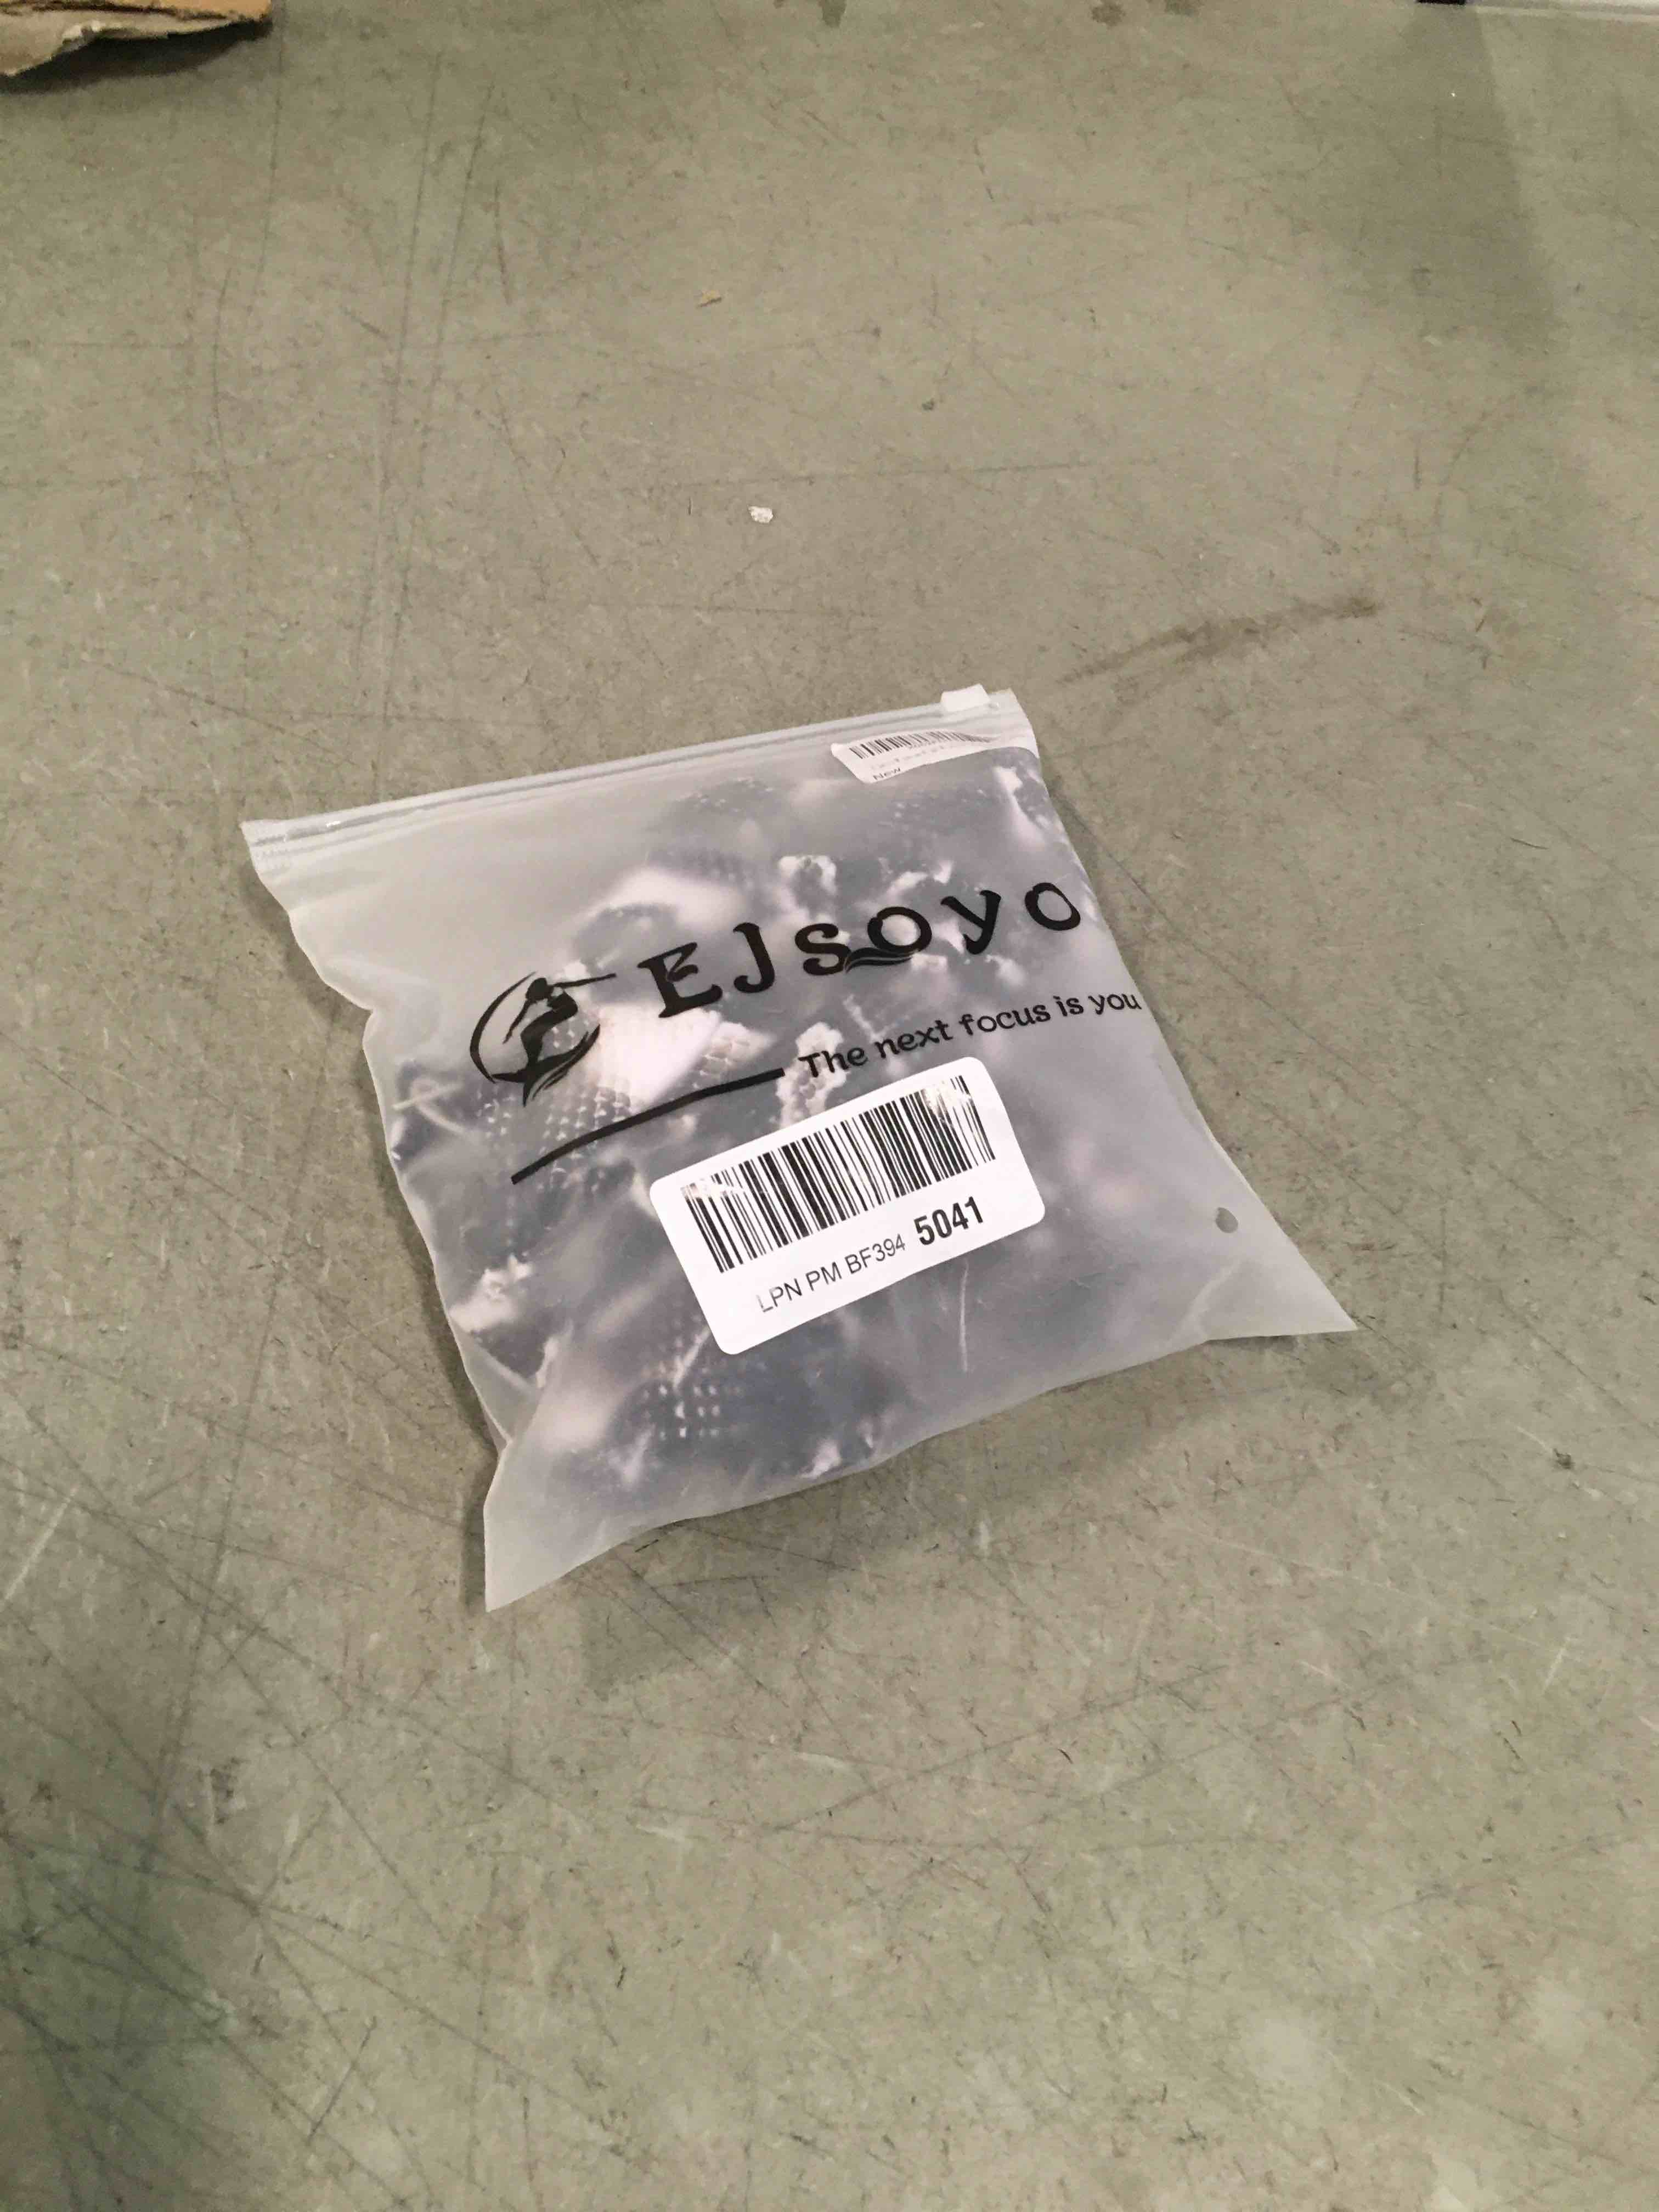 New
EJsoyo
The next focus is you
LPN PM BF394 5041